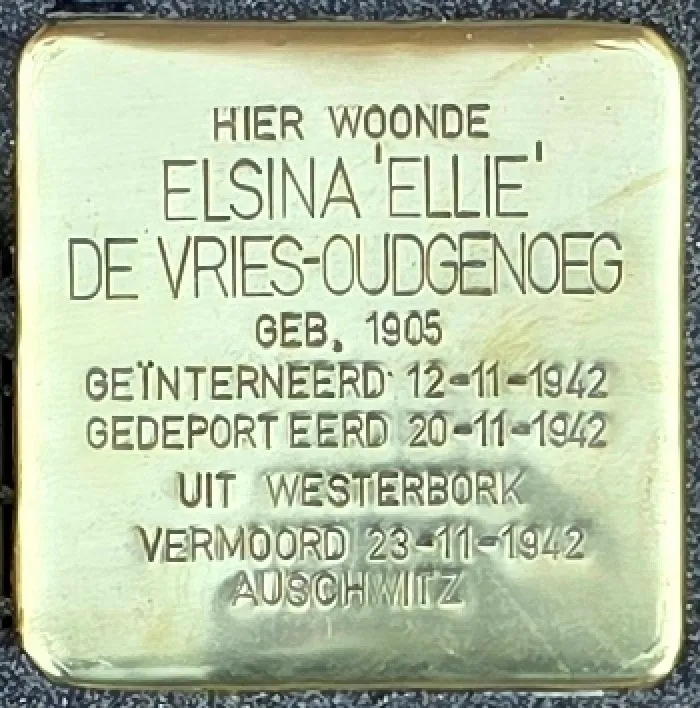 HIER WOONDE
ELSINA 'ELLIE'
DE VRIES-OUDGENOEG
GEB. 1905
GEÏNTERNEERD 12-11-1942
GEDEPORTEERD 20-11-1942
UIT WESTERBORK
VERMOORD 23-11-1942
AUSCHWITZ